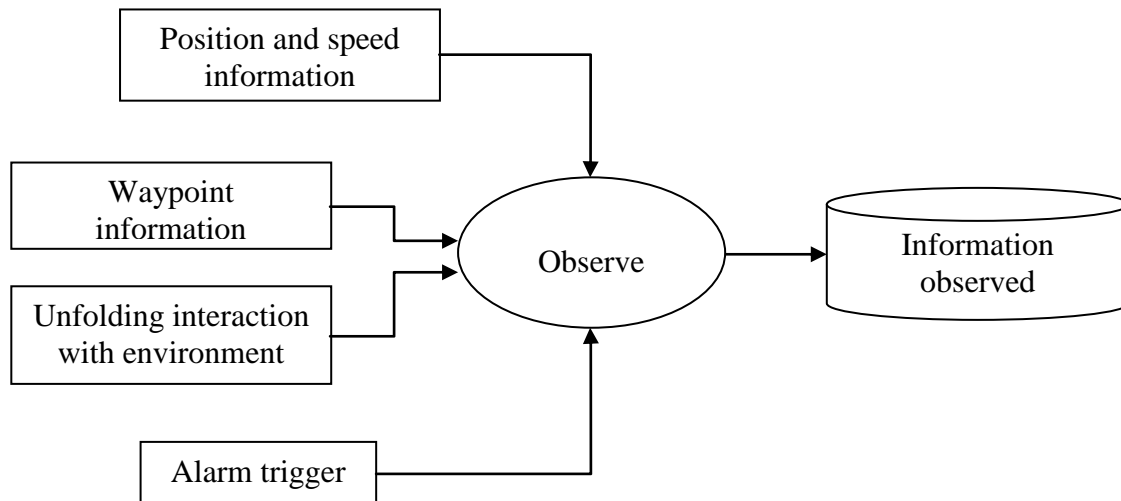 Position and speed
information
Waypoint
information
Unfolding interaction
with environment
Alarm trigger
Observe
Information
observed